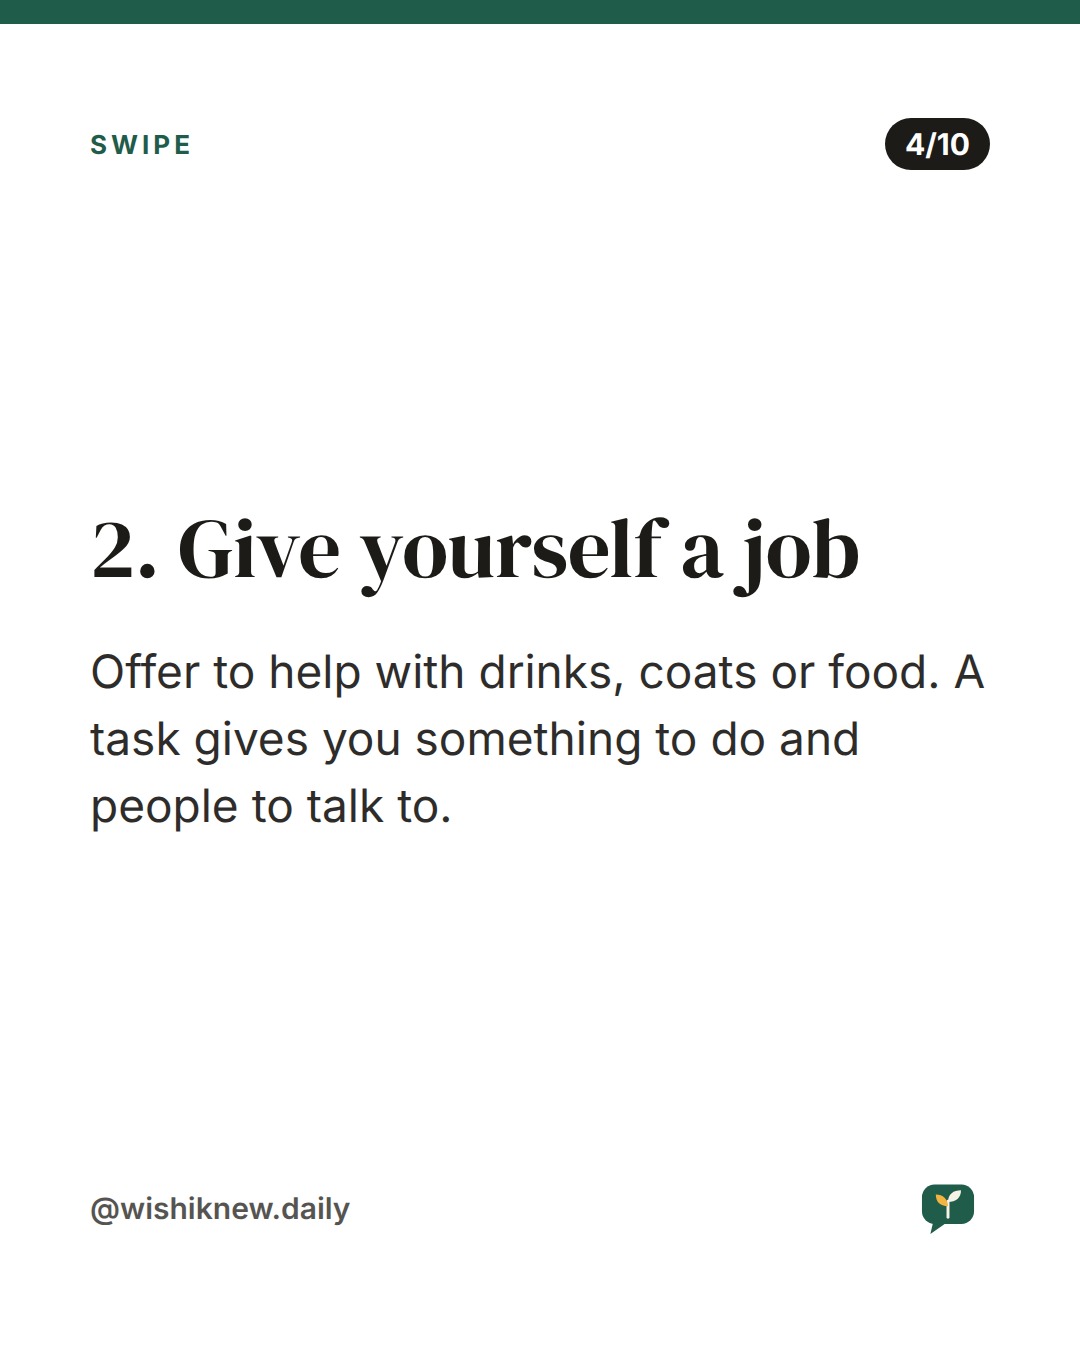 SWIPE
4/10
2. Give yourself a job
Offer to help with drinks, coats or food. A
task gives you something to do and
people to talk to.
@wishiknew.daily